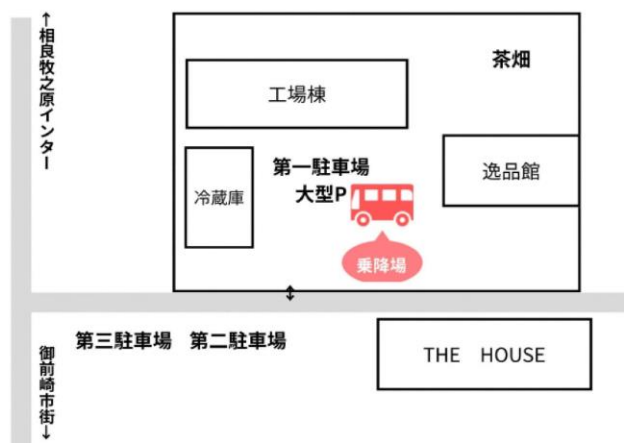 ←相良牧之原インター
茶畑
工場棟
第一駐車場
大型P
逸品館
冷蔵庫
乗降場
第三駐車場　第二駐車場
THE　HOUSE
御前崎市街→